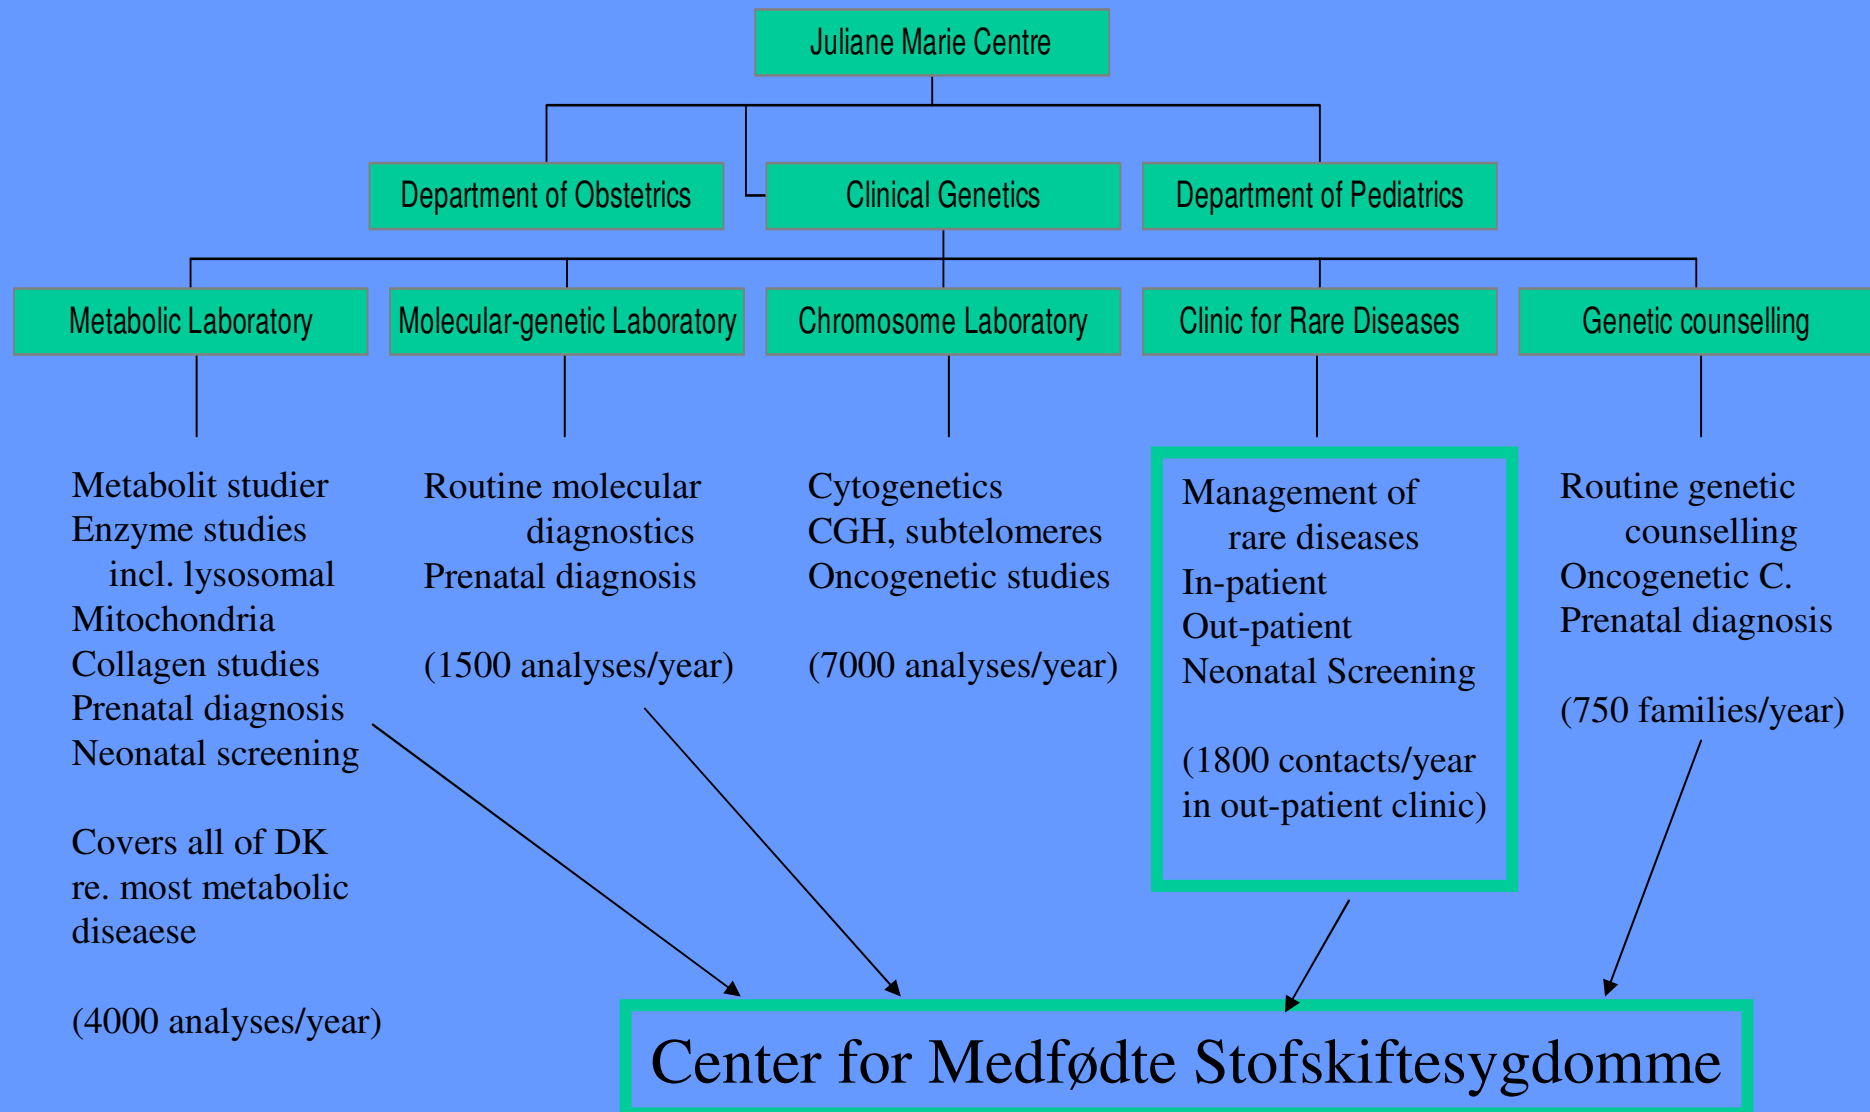 Juliane Marie Centre
Department of Obstetrics
Clinical Genetics
Department of Pediatrics
Metabolic Laboratory
Molecular-genetic Laboratory
Chromosome Laboratory
Clinic for Rare Diseases
Genetic counselling
Metabolit studier
Enzyme studies
incl. lysosomal
Mitochondria
Collagen studies
Prenatal diagnosis
Neonatal screening
Covers all of DK
re. most metabolic
diseaese
(4000 analyses/year)
Routine molecular
diagnostics
Prenatal diagnosis
(1500 analyses/year)
Cytogenetics
CGH, subtelomeres
Oncogenetic studies
(7000 analyses/year)
Management of
rare diseases
In-patient
Out-patient
Neonatal Screening
(1800 contacts/year
in out-patient clinic)
Routine genetic
counselling
Oncogenetic C.
Prenatal diagnosis
(750 families/year)
Center for Medfødte Stofskiftesygdomme